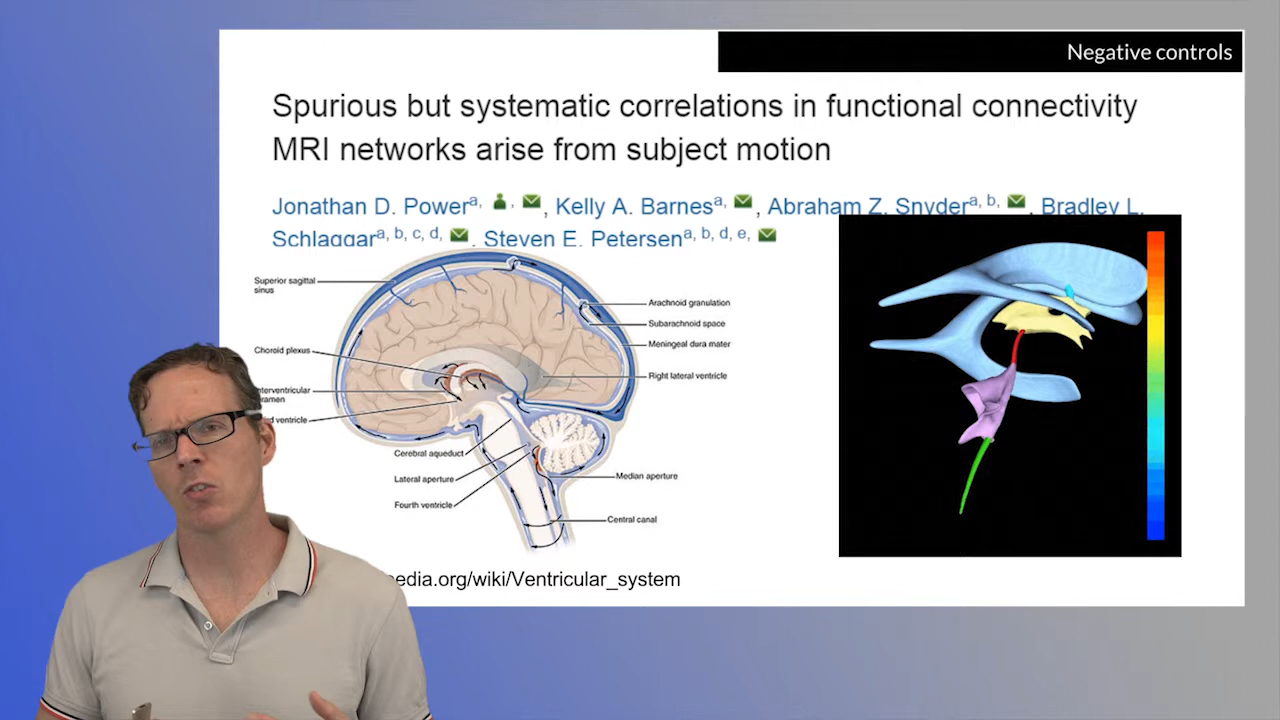 Negative controls
Spurious but systematic correlations in functional connectivity
MRI networks arise from subject motion
Jonathan D. Power a, , Kelly A. Barnes a, , Abraham Z. Snyder a, b, , Bradley L.
Schlaggar a, b, c, d, , Steven E. Petersen a, b, d, e,
Superior sagittal
sinus
Arachnoid granulation
Subarachnoid space
Meningeal dura mater
Choroid plexus
Right lateral ventricle
ventricle
Cerebral aqueduct
Lateral aperture
Median aperture
Fourth ventricle
Central canal
pedia.org/wiki/Ventricular_system